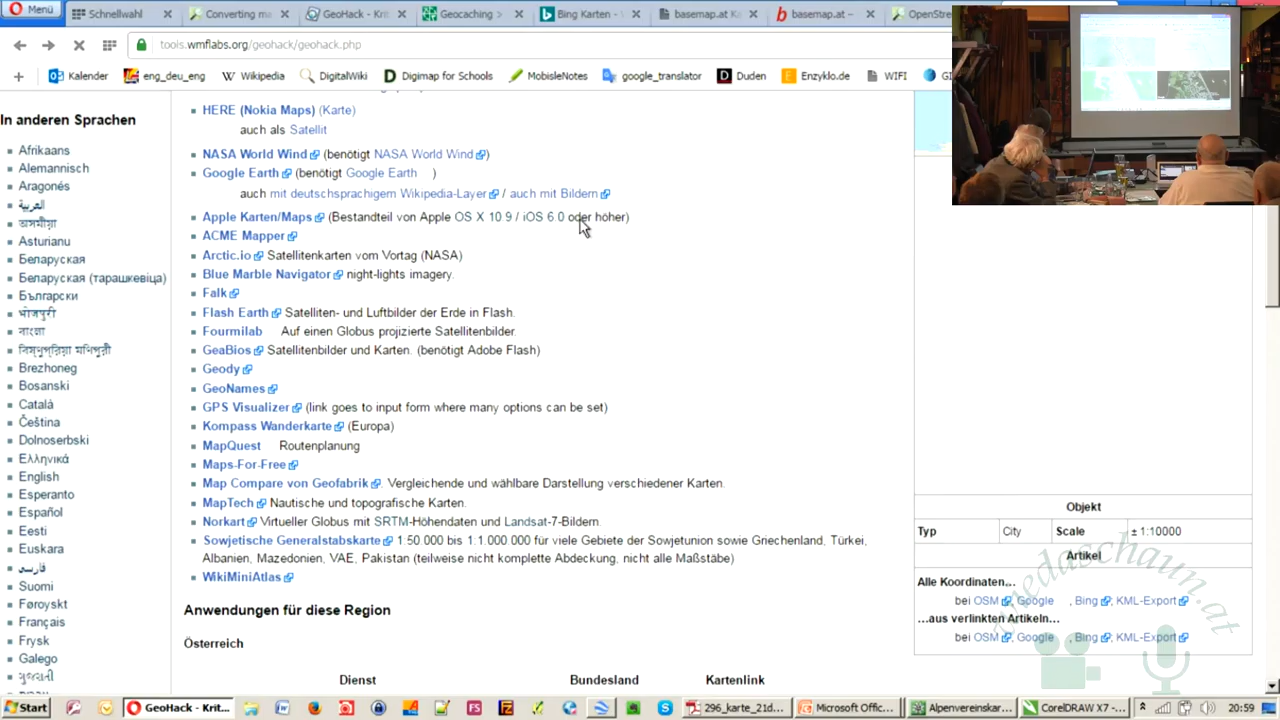 Menü
Schnellwahl
Converting ma
GeoHack - Krit
Geocaching >
Bing Karten -
basemap.at Ka
basemap.at –
OpenStree
tools.wmflabs.org/geohack/geohack.php
Kalender
eng_deu_eng
Wikipedia
DigitalWiki
Digimap for Schools
MobisleNotes
google_translator
Duden
Enzyklo.de
WIFI
In anderen Sprachen
Afrikaans
Alemannisch
Aragonés
العربية
অসমীয়া
Asturianu
Беларуская
Беларуская (тарашкевіца)
Български
भोजपुरी
বাংলা
বিষ্ণুপ্রিয়া মণিপুরী
Brezhoneg
Bosanski
Català
Čeština
Dolnoserbski
Ελληνικά
English
Esperanto
Español
Eesti
Euskara
فارسی
Suomi
Føroyskt
Français
Frysk
Galego
ગુજરાતી
HERE (Nokia Maps) (Karte)
auch als Satellit
NASA World Wind (benötigt NASA World Wind )
Google Earth (benötigt Google Earth )
auch mit deutschsprachigem Wikipedia-Layer / auch mit Bildern
Apple Karten/Maps (Bestandteil von Apple OS X 10 9 / iOS 6.0 oder höher)
ACME Mapper
Arctic.io Satellitenkarten vom Vortag (NASA)
Blue Marble Navigator night-lights imagery.
Falk
Flash Earth Satelliten- und Luftbilder der Erde in Flash.
Fourmilab Auf einen Globus projizierte Satellitenbilder.
GeaBios Satellitenbilder und Karten. (benötigt Adobe Flash)
Geody
GeoNames
GPS Visualizer (link goes to input form where many options can be set)
Kompass Wanderkarte (Europa)
MapQuest Routenplanung
Maps-For-Free
Map Compare von Geofabrik. Vergleichende und wählbare Darstellung verschiedener Karten.
MapTech Nautische und topografische Karten.
Norkart Virtueller Globus mit SRTM-Höhendaten und Landsat-7-Bildern.
Sowjetische Generalstabskarte 1:50 000 bis 1:1.000 000 für viele Gebiete der Sowjetunion sowie Griechenland, Türkei,
Albanien, Mazedonien, VAE, Pakistan (teilweise nicht komplette Abdeckung, nicht alle Maßstäbe)
WikiMiniAtlas
Anwendungen für diese Region
Österreich
Dienst Bundesland Kartenlink
Objekt
Typ City Scale ± 1:10000
Artikel
Alle Koordinaten...
bei OSM , Google , Bing , KML-Export
...aus verlinkten Artikeln...
bei OSM , Google , Bing , KML-Export
anedaschaun.at
Start
GeoHack - Krit...
296_karte_21d...
Microsoft Offic...
Alpenvereinskar...
CorelDRAW X7 -...
20:59